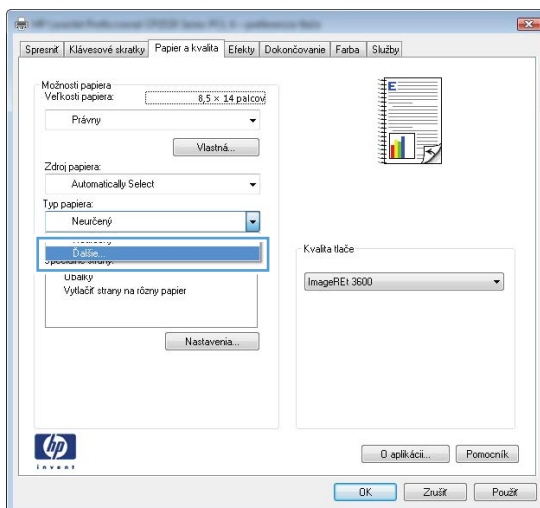 Spresniť Klávesové skratky Papier a kvalita Efekty Dokončovanie Farba Služby
Možnosti papiera
Veľkosti papiera: 8,5 × 14 palcov
Právny
Vlastná...
Zdroj papiera:
Automatically Select
Typ papiera:
Neurčený
Ďalšie...
Obálky
Vytlačiť strany na rôzny papier
Nastavenia...
E
Kvalita tlače
ImageREt 3600
hp
invent
O aplikácii... Pomocník
OK Zrušiť Použiť